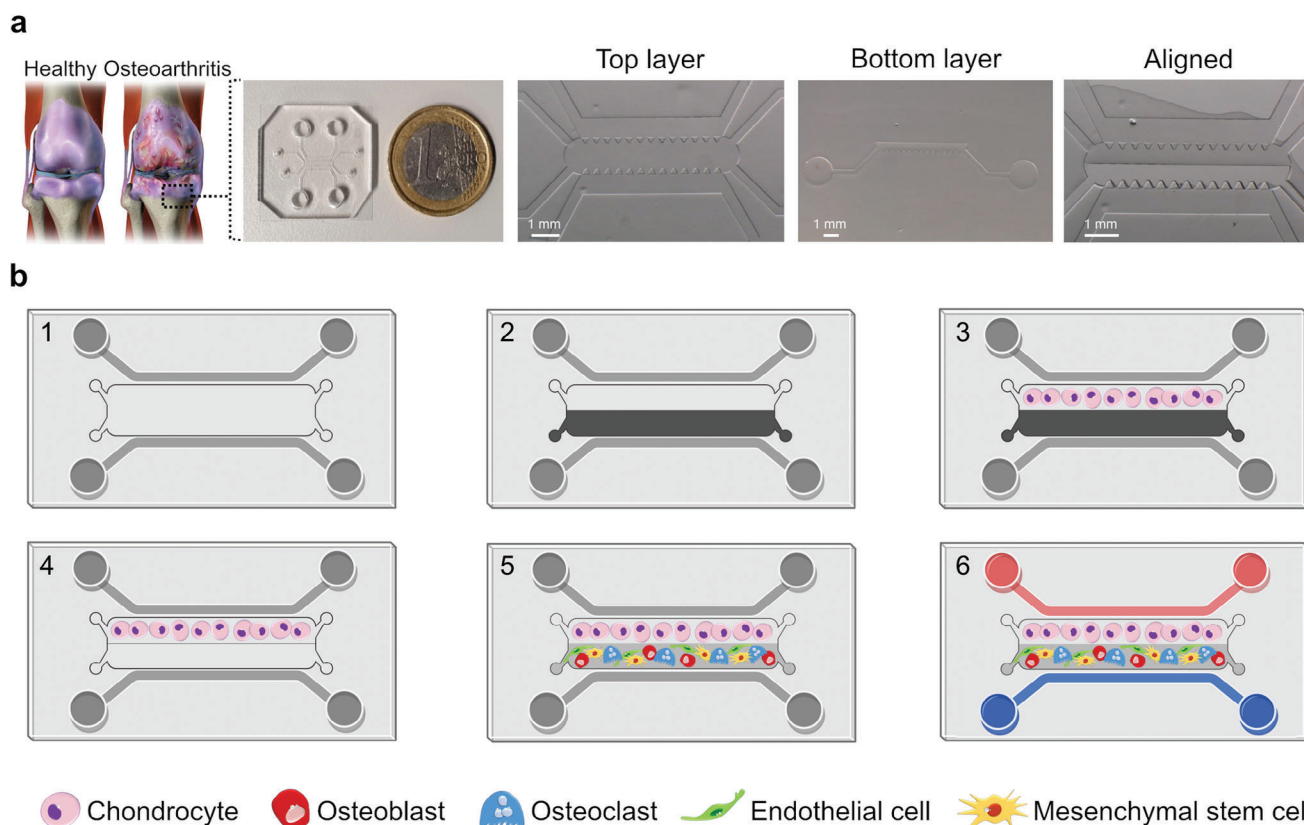 a
Healthy Osteoarthritis
Top layer
Bottom layer
Aligned
1 mm
1 mm
1 mm
b
1
2
3
4
5
6
Chondrocyte
Osteoblast
Osteoclast
Endothelial cell
Mesenchymal stem cel